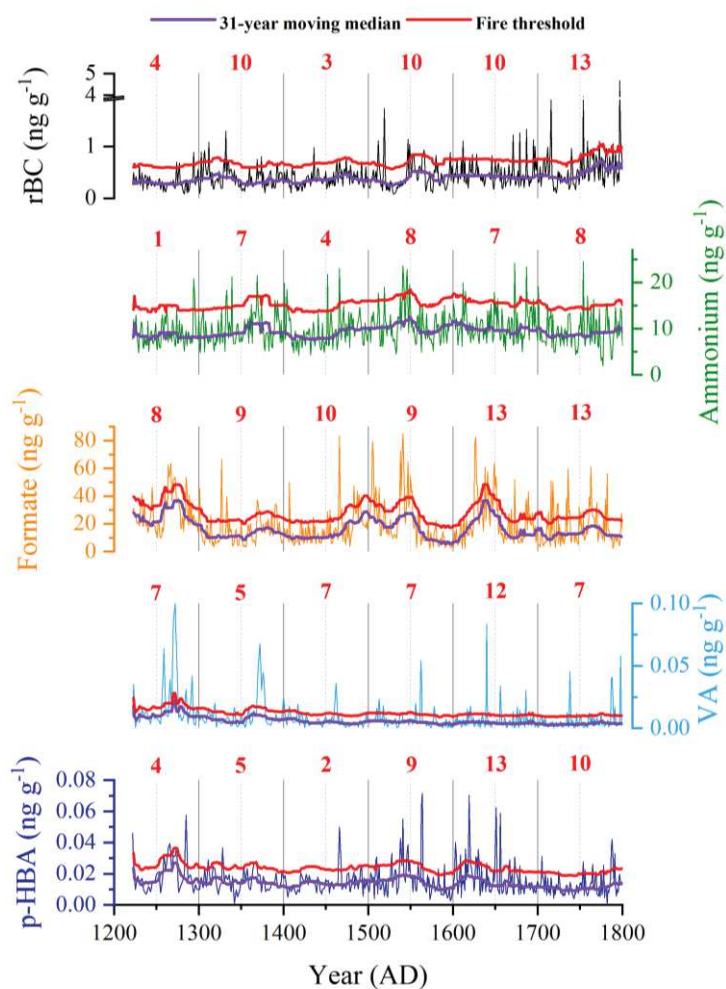 31-year moving median Fire threshold
4 10 3 10 10 13
5
4
1
0
rBC (ng g⁻¹)
1 7 4 8 7 8
20
10
0
Ammonium (ng g⁻¹)
8 9 10 9 13 13
80
60
40
20
0
Formate (ng g⁻¹)
7 5 7 7 12 7
0.10
0.05
0.00
VA (ng g⁻¹)
4 5 2 9 13 10
0.08
0.06
0.04
0.02
0.00
p-HBA (ng g⁻¹)
1200 1300 1400 1500 1600 1700 1800
Year (AD)